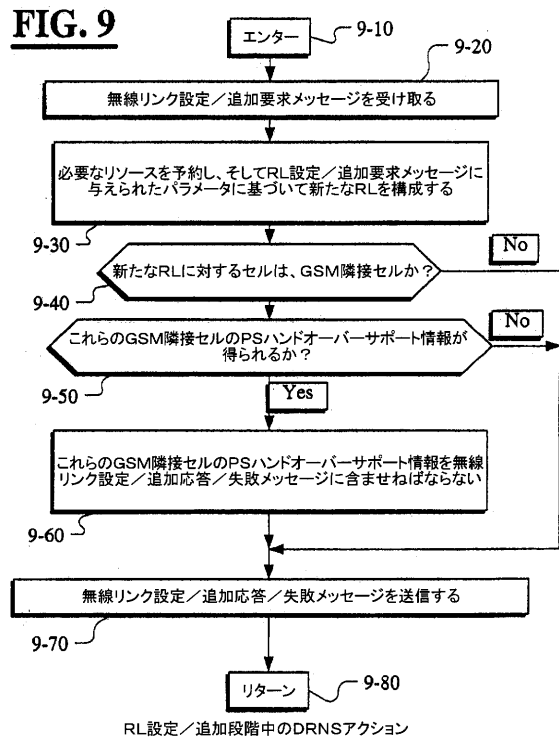 FIG. 9
エンター
9-10
9-20
無線リンク設定／追加要求メッセージを受け取る
必要なリソースを予約し、そしてRL設定／追加要求メッセージに
与えられたパラメータに基づいて新たなRLを構成する
9-30
No
新たなRLに対するセルは、GSM隣接セルか？
9-40
No
これらのGSM隣接セルのPSハンドオーバーサポート情報が
得られるか？
9-50
Yes
これらのGSM隣接セルのPSハンドオーバーサポート情報を無線
リンク設定／追加応答／失敗メッセージに含ませねばならない
9-60
無線リンク設定／追加応答／失敗メッセージを送信する
9-70
リターン
9-80
RL設定／追加段階中のDRNSアクション